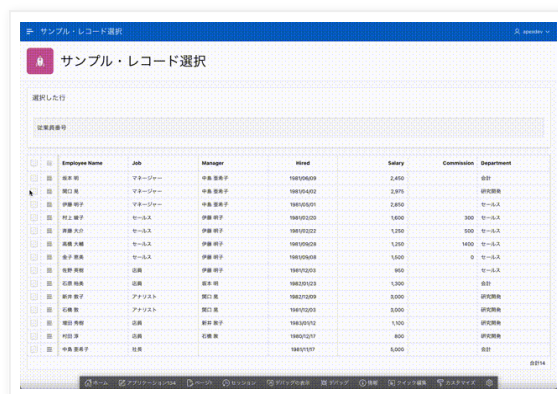 サンプル・レコード選択
apexdev
サンプル・レコード選択
選択した行
従業員番号
Employee Name Job Manager Hired Salary Commission Department
坂本 明 マネージャー 中島 亜希子 1981/06/09 2,450 会計
関口 晃 マネージャー 中島 亜希子 1981/04/02 2,975 研究開発
伊藤 明子 マネージャー 中島 亜希子 1981/05/01 2,850 セールス
村上 綾子 セールス 伊藤 明子 1981/02/20 1,600 300 セールス
斉藤 大介 セールス 伊藤 明子 1981/02/22 1,250 500 セールス
高橋 大輔 セールス 伊藤 明子 1981/09/28 1,250 1400 セールス
金子 恵美 セールス 伊藤 明子 1981/09/08 1,500 0 セールス
佐野 美樹 店員 伊藤 明子 1981/12/03 950 セールス
石原 裕美 店員 坂本 明 1982/01/23 1,300 会計
新井 敦子 アナリスト 関口 晃 1982/12/09 3,000 研究開発
石橋 敦 アナリスト 関口 晃 1981/12/03 3,000 研究開発
増田 秀樹 店員 新井 敦子 1983/01/12 1,100 研究開発
村田 淳 店員 石橋 敦 1980/12/17 800 研究開発
中島 亜希子 社長 1981/11/17 5,000 会計
合計14
ホーム アプリケーション134 ページ1 セッション デバッグの表示 デバッグ 情報 クイック編集 カスタマイズ